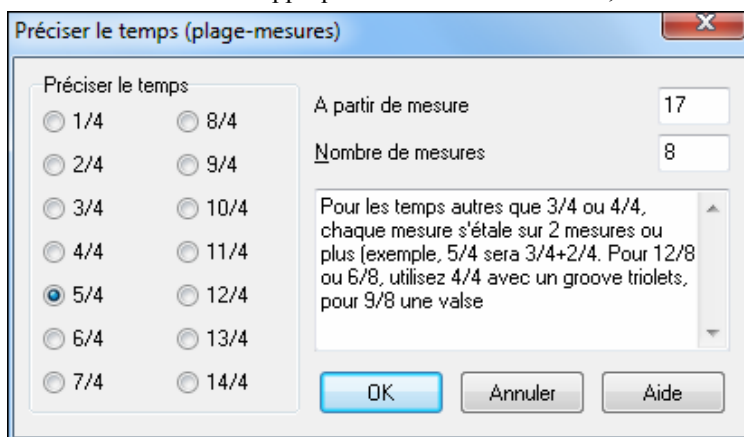 Préciser le temps (plage-mesures)
Préciser le temps
1/4 8/4
2/4 9/4
3/4 10/4
4/4 11/4
5/4 12/4
6/4 13/4
7/4 14/4
A partir de mesure 17
Nombre de mesures 8
Pour les temps autres que 3/4 ou 4/4,
chaque mesure s'étale sur 2 mesures ou
plus (exemple, 5/4 sera 3/4+2/4. Pour 12/8
ou 6/8, utilisez 4/4 avec un groove triolets,
pour 9/8 une valse
OK Annuler Aide